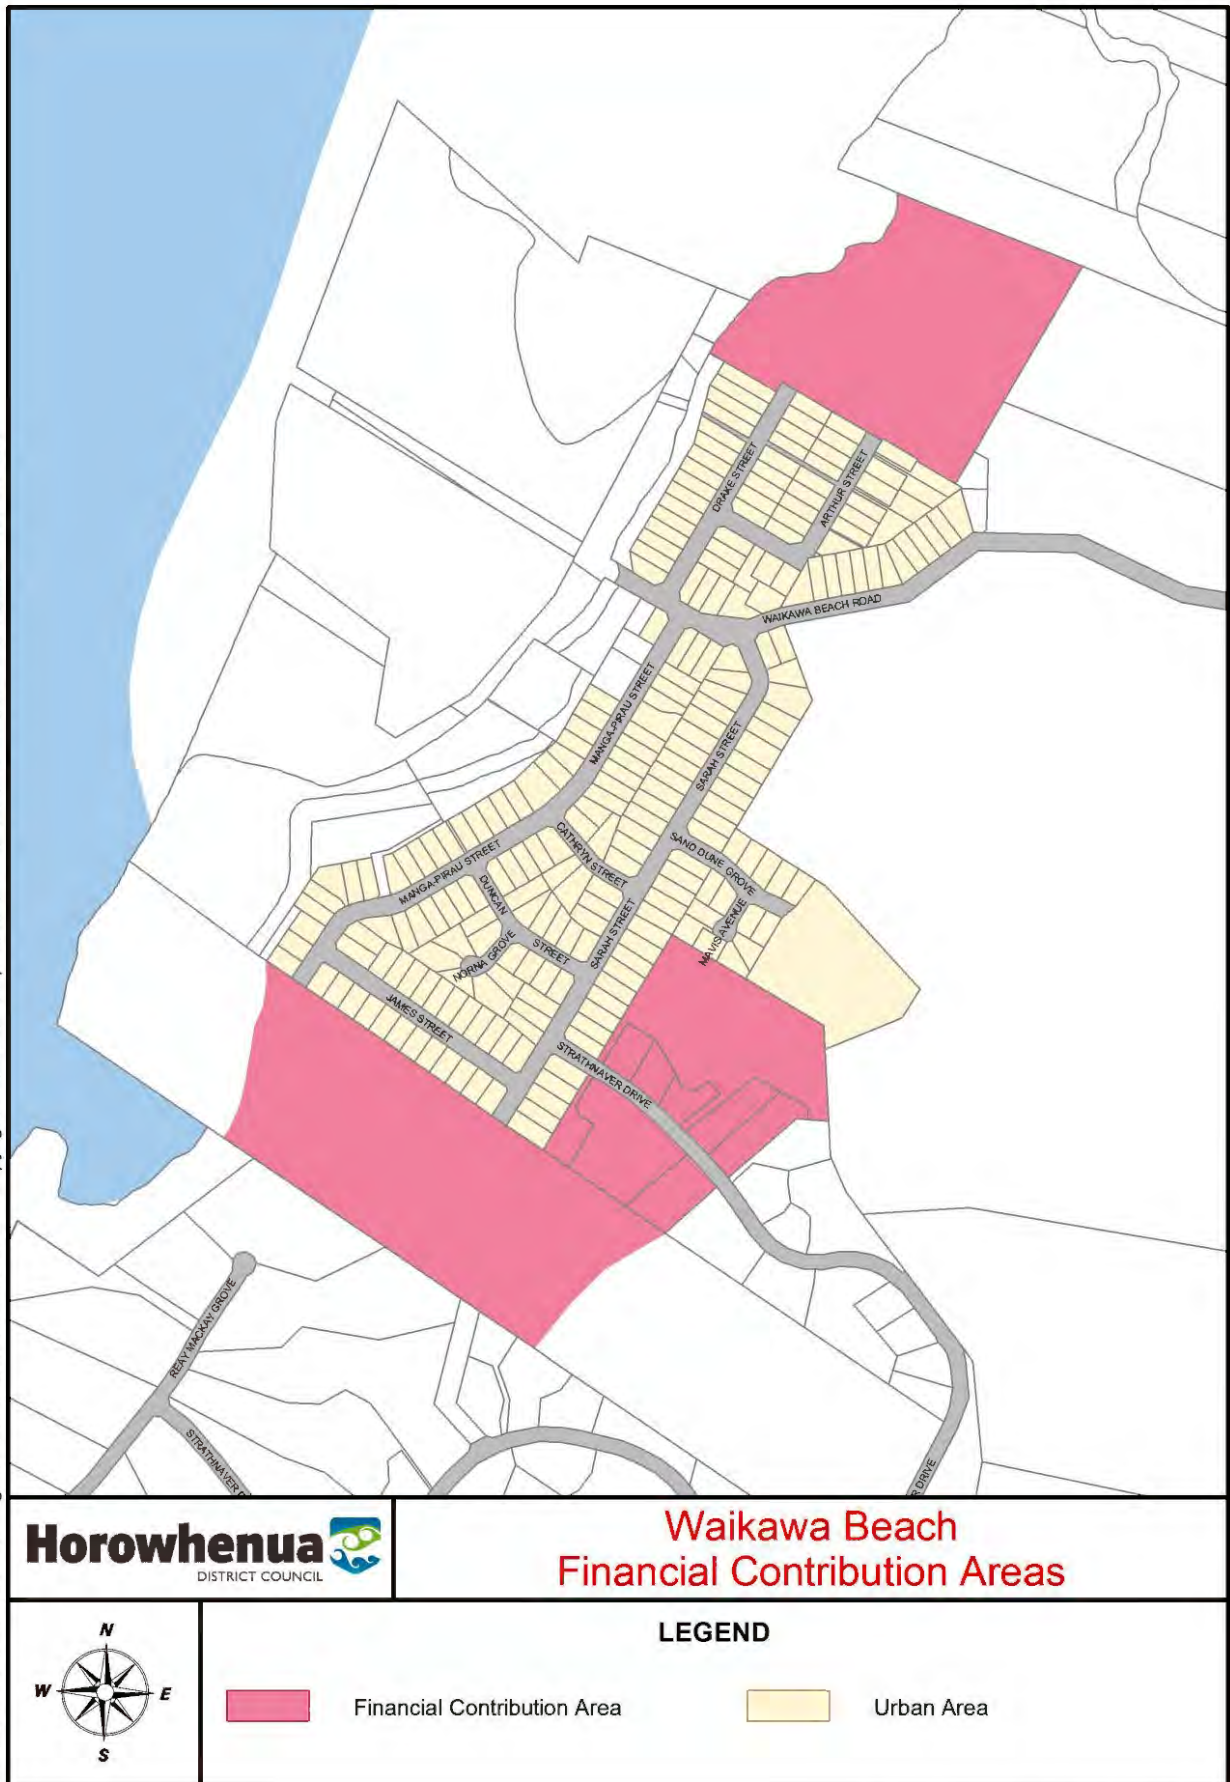 DRAKE STREET
ARTHUR STREET
WAIKAWA BEACH ROAD
MANGA-PIRAU STREET
SARAH STREET
SAND DUNE GROVE
CATHRYN STREET
MANGA-PIRAU STREET
DUNCAN
STREET
MAVIS AVENUE
SARAH STREET
NORNA GROVE
JAMES STREET
STRATHNAVER DRIVE
REAY MACKAY GROVE
STRATHNAVER D
R DRIVE
Horowhenua
DISTRICT COUNCIL
Waikawa Beach
Financial Contribution Areas
LEGEND
N
W E
S
Financial Contribution Area
Urban Area